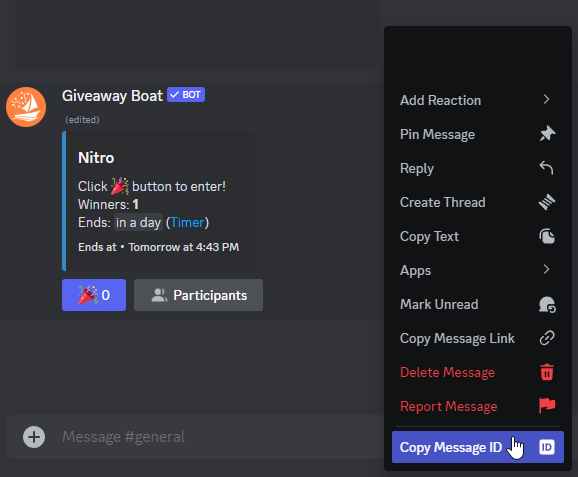 Giveaway Boat ✓ BOT
(edited)
Nitro
Click 🎉 button to enter!
Winners: 1
Ends: in a day (Timer)
Ends at • Tomorrow at 4:43 PM
🎉 0
Participants
Message #general
Add Reaction
Pin Message
Reply
Create Thread
Copy Text
Apps
Mark Unread
Copy Message Link
Delete Message
Report Message
Copy Message ID
ID